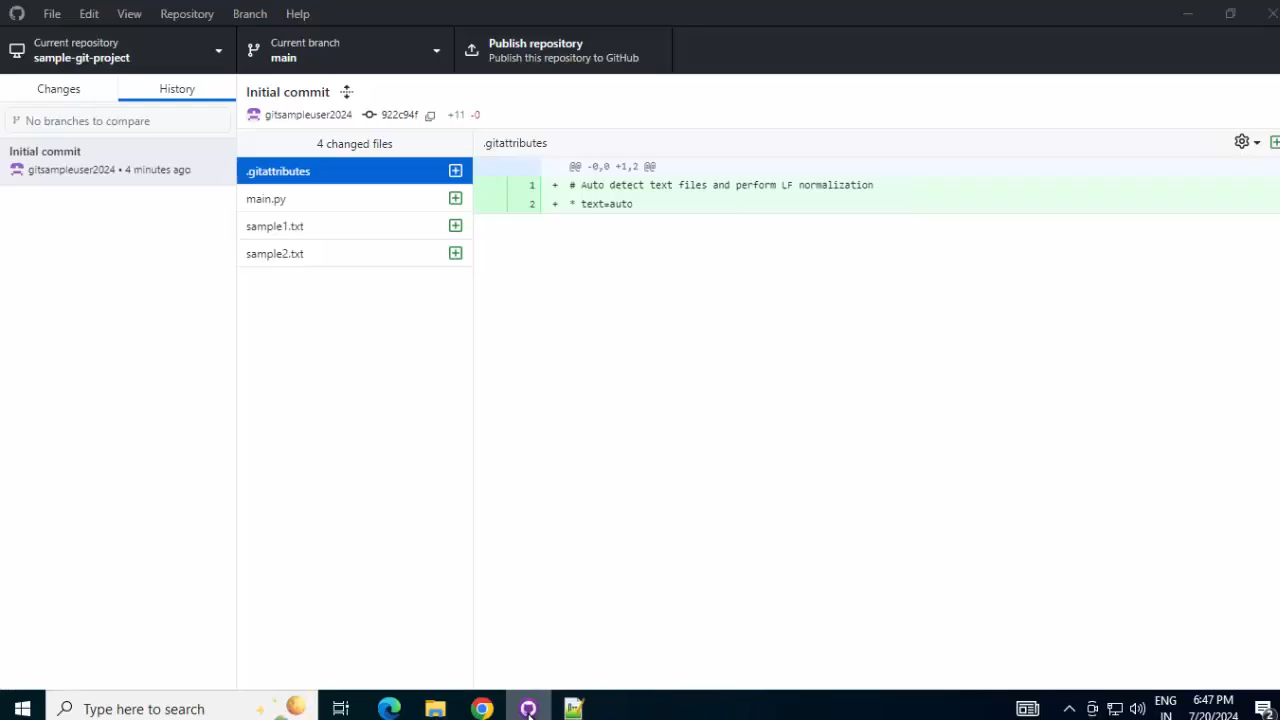 File Edit View Repository Branch Help
Current repository
sample-git-project
Current branch
main
Publish repository
Publish this repository to GitHub
Changes
History
No branches to compare
Initial commit
gitsampleuser2024 • 4 minutes ago
Initial commit
gitsampleuser2024 922c94f +11 -0
4 changed files
.gitattributes
main.py
sample1.txt
sample2.txt
.gitattributes
@@ -0,0 +1,2 @@
1 + # Auto detect text files and perform LF normalization
2 + * text=auto
Type here to search
ENG
IN
6:47 PM
7/20/2024